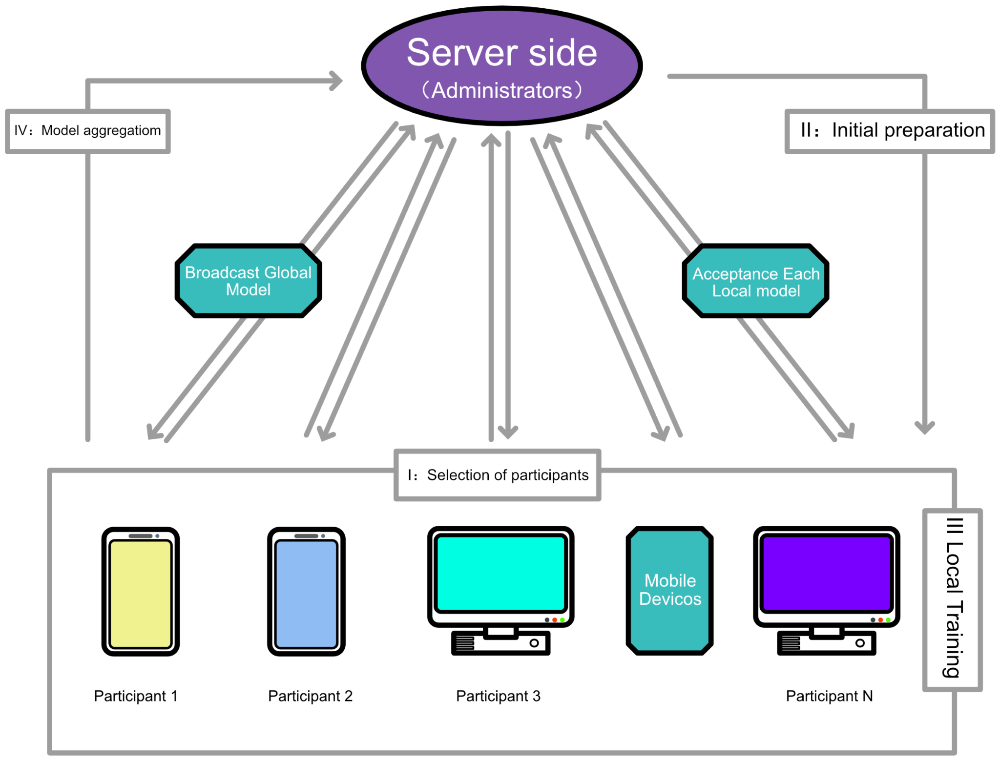 Server side
（Administrators）
IV：Model aggregatiom
II：Initial preparation
Broadcast Global
Model
Acceptance Each
Local model
I：Selection of participants
Mobile
Devicos
III Local Training
Participant 1
Participant 2
Participant 3
Participant N